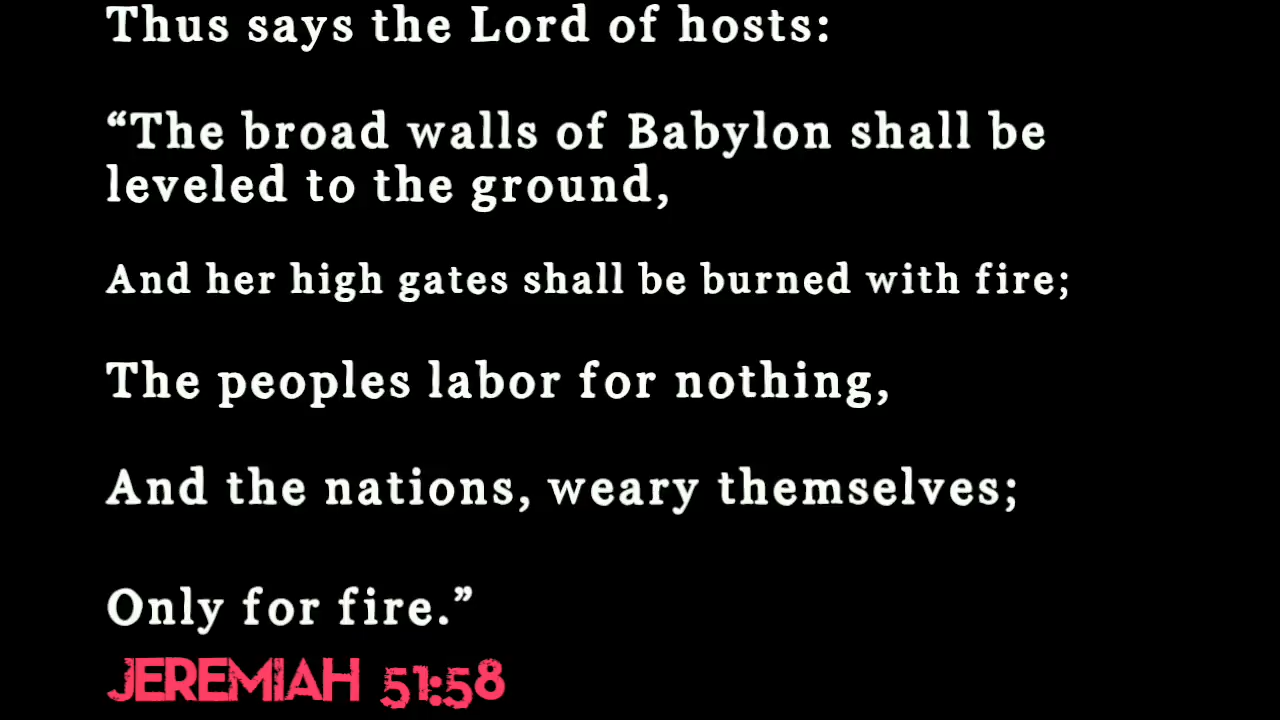 Thus says the Lord of hosts:
“The broad walls of Babylon shall be
leveled to the ground,
And her high gates shall be burned with fire;
The peoples labor for nothing,
And the nations, weary themselves;
Only for fire.”
JEREMIAH 51:58